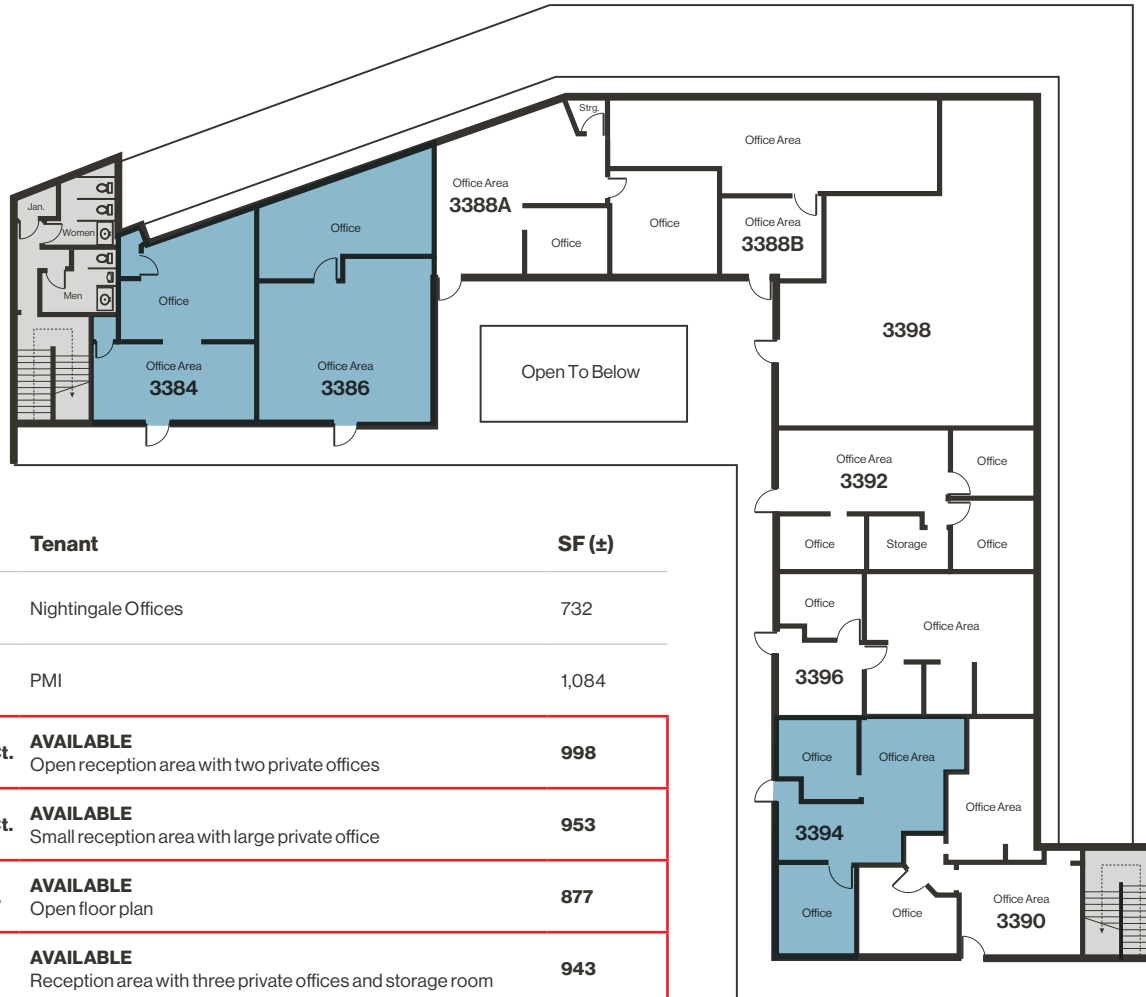 Strg.
Office Area
Office Area
3388A
Jan.
Women
Office
Office
Office
Office Area
3388B
Men
Office
3398
Office Area
3384
Office Area
3386
Open To Below
Office Area
3392
Office
Office
Storage
Office
Tenant SF (±)
Nightingale Offices 732
PMI 1,084
Office
Office Area
3396
AVAILABLE
Open reception area with two private offices 998
AVAILABLE
Small reception area with large private office 953
AVAILABLE
Open floor plan 877
AVAILABLE
Reception area with three private offices and storage room 943
Office
Office Area
Office Area
3394
Office
Office
Office Area
3390